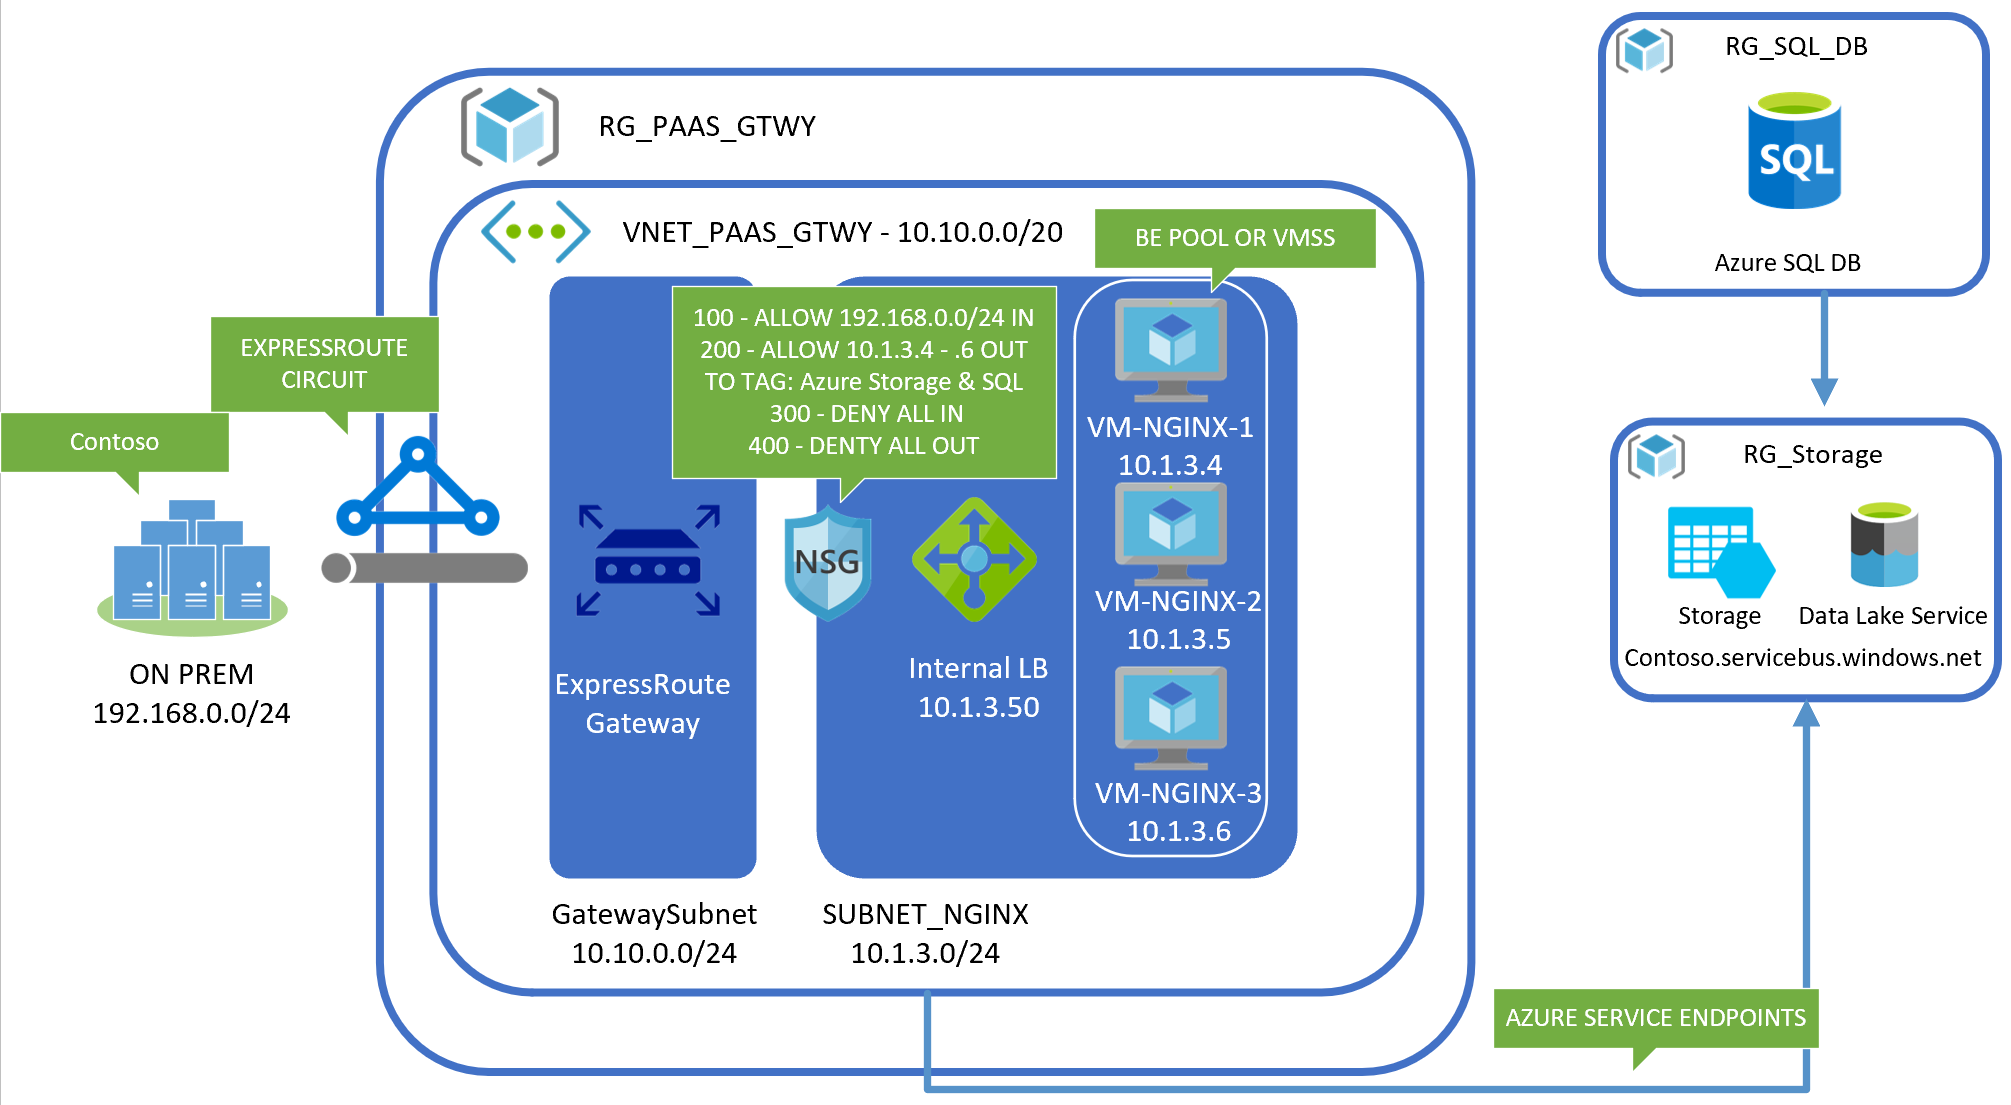 RG_SQL_DB
SQL
Azure SQL DB
RG_PAAS_GTWY
VNET_PAAS_GTWY - 10.10.0.0/20
BE POOL OR VMSS
100 - ALLOW 192.168.0.0/24 IN
200 - ALLOW 10.1.3.4 - .6 OUT
TO TAG: Azure Storage & SQL
300 - DENY ALL IN
400 - DENTY ALL OUT
EXPRESSROUTE
CIRCUIT
Contoso
ON PREM
192.168.0.0/24
ExpressRoute
Gateway
NSG
Internal LB
10.1.3.50
VM-NGINX-1
10.1.3.4
VM-NGINX-2
10.1.3.5
VM-NGINX-3
10.1.3.6
GatewaySubnet
10.10.0.0/24
SUBNET_NGINX
10.1.3.0/24
RG_Storage
Storage
Data Lake Service
Contoso.servicebus.windows.net
AZURE SERVICE ENDPOINTS